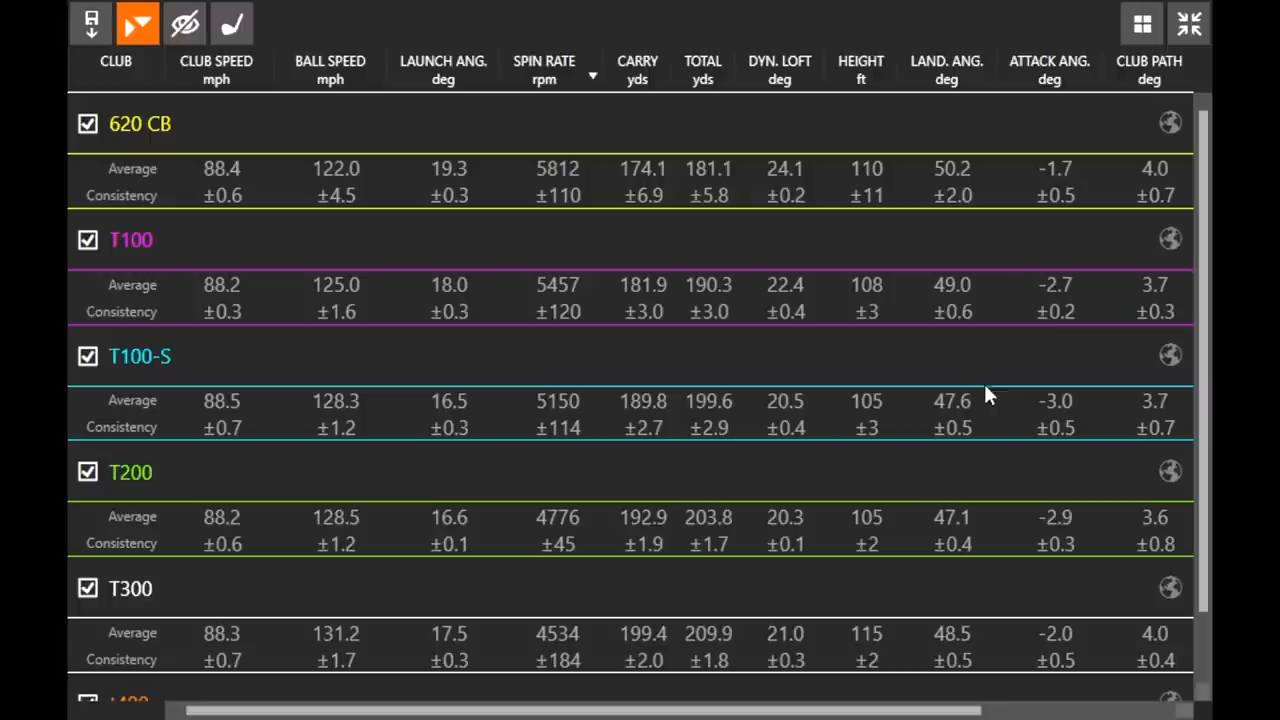 CLUB CLUB SPEED BALL SPEED LAUNCH ANG. SPIN RATE CARRY TOTAL DYN. LOFT HEIGHT LAND. ANG. ATTACK ANG. CLUB PATH
mph mph deg rpm yds yds deg ft deg deg deg
620 CB
Average 88.4 122.0 19.3 5812 174.1 181.1 24.1 110 50.2 -1.7 4.0
Consistency ±0.6 ±4.5 ±0.3 ±110 ±6.9 ±5.8 ±0.2 ±11 ±2.0 ±0.5 ±0.7
T100
Average 88.2 125.0 18.0 5457 181.9 190.3 22.4 108 49.0 -2.7 3.7
Consistency ±0.3 ±1.6 ±0.3 ±120 ±3.0 ±3.0 ±0.4 ±3 ±0.6 ±0.2 ±0.3
T100-S
Average 88.5 128.3 16.5 5150 189.8 199.6 20.5 105 47.6 -3.0 3.7
Consistency ±0.7 ±1.2 ±0.3 ±114 ±2.7 ±2.9 ±0.4 ±3 ±0.5 ±0.5 ±0.7
T200
Average 88.2 128.5 16.6 4776 192.9 203.8 20.3 105 47.1 -2.9 3.6
Consistency ±0.6 ±1.2 ±0.1 ±45 ±1.9 ±1.7 ±0.1 ±2 ±0.4 ±0.3 ±0.8
T300
Average 88.3 131.2 17.5 4534 199.4 209.9 21.0 115 48.5 -2.0 4.0
Consistency ±0.7 ±1.7 ±0.3 ±184 ±2.0 ±1.8 ±0.3 ±2 ±0.5 ±0.5 ±0.4